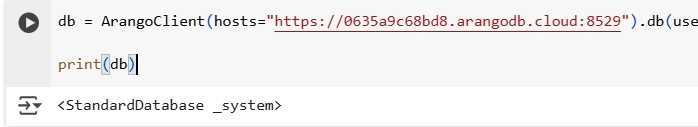 db = ArangoClient(hosts="https://0635a9c68bd8.arangodb.cloud:8529").db(use
print(db)
<StandardDatabase _system>